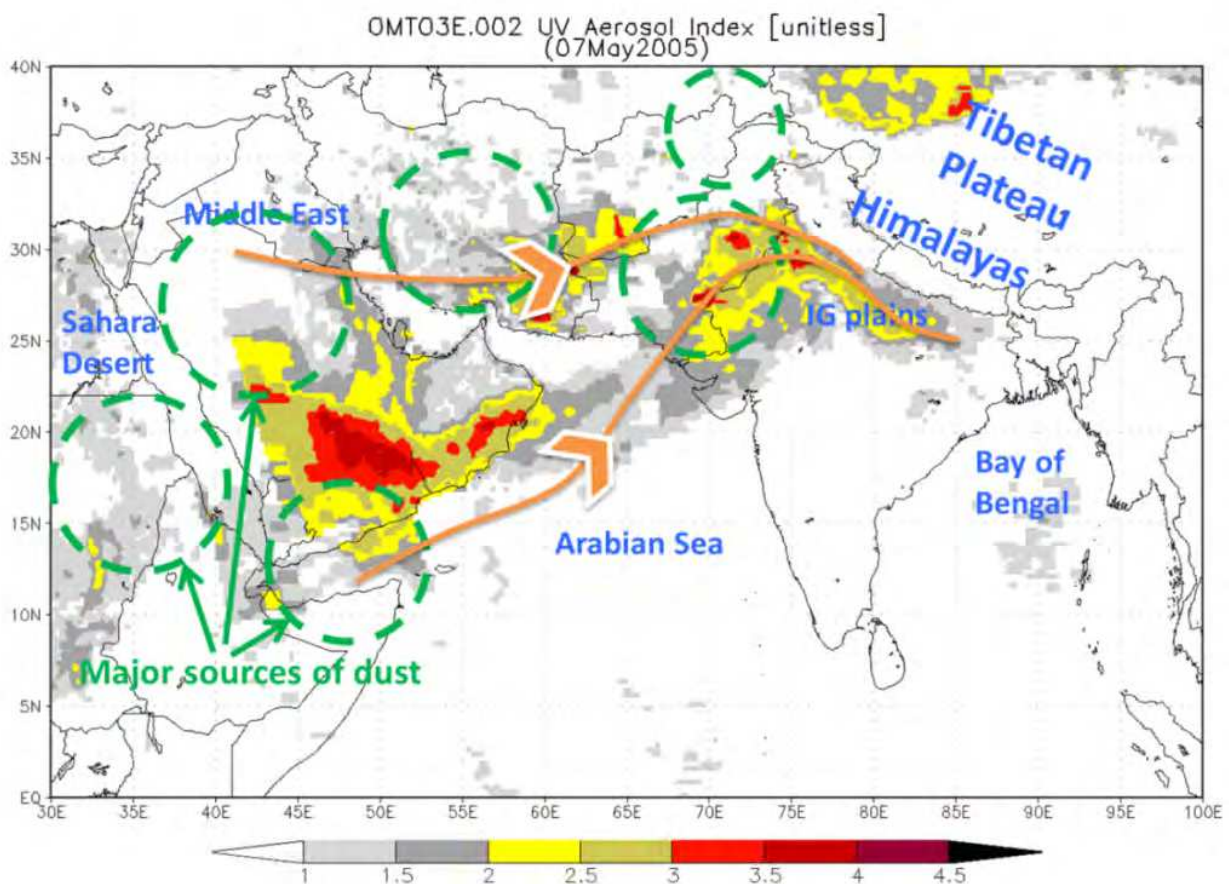 OMTO3E.002 UV Aerosol Index [unitless]
(07May2005)
40N
35N
30N
25N
20N
15N
10N
5N
EQ
Tibetan
Plateau
Himalayas
Middle East
Sahara
Desert
IG plains
Bay of
Bengal
Arabian Sea
Major sources of dust
30E 35E 40E 45E 50E 55E 60E 65E 70E 75E 80E 85E 90E 95E 100E
1 1.5 2 2.5 3 3.5 4 4.5